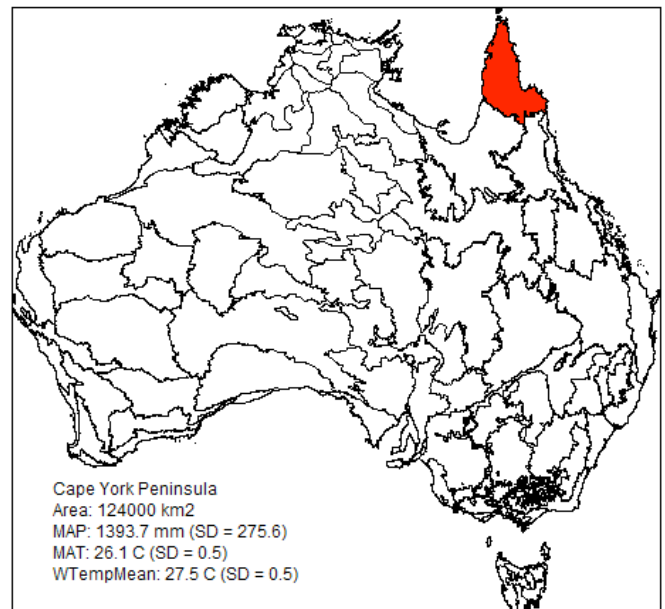 Cape York Peninsula
Area: 124000 km2
MAP: 1393.7 mm (SD = 275.6)
MAT: 26.1 C (SD = 0.5)
WTempMean: 27.5 C (SD = 0.5)